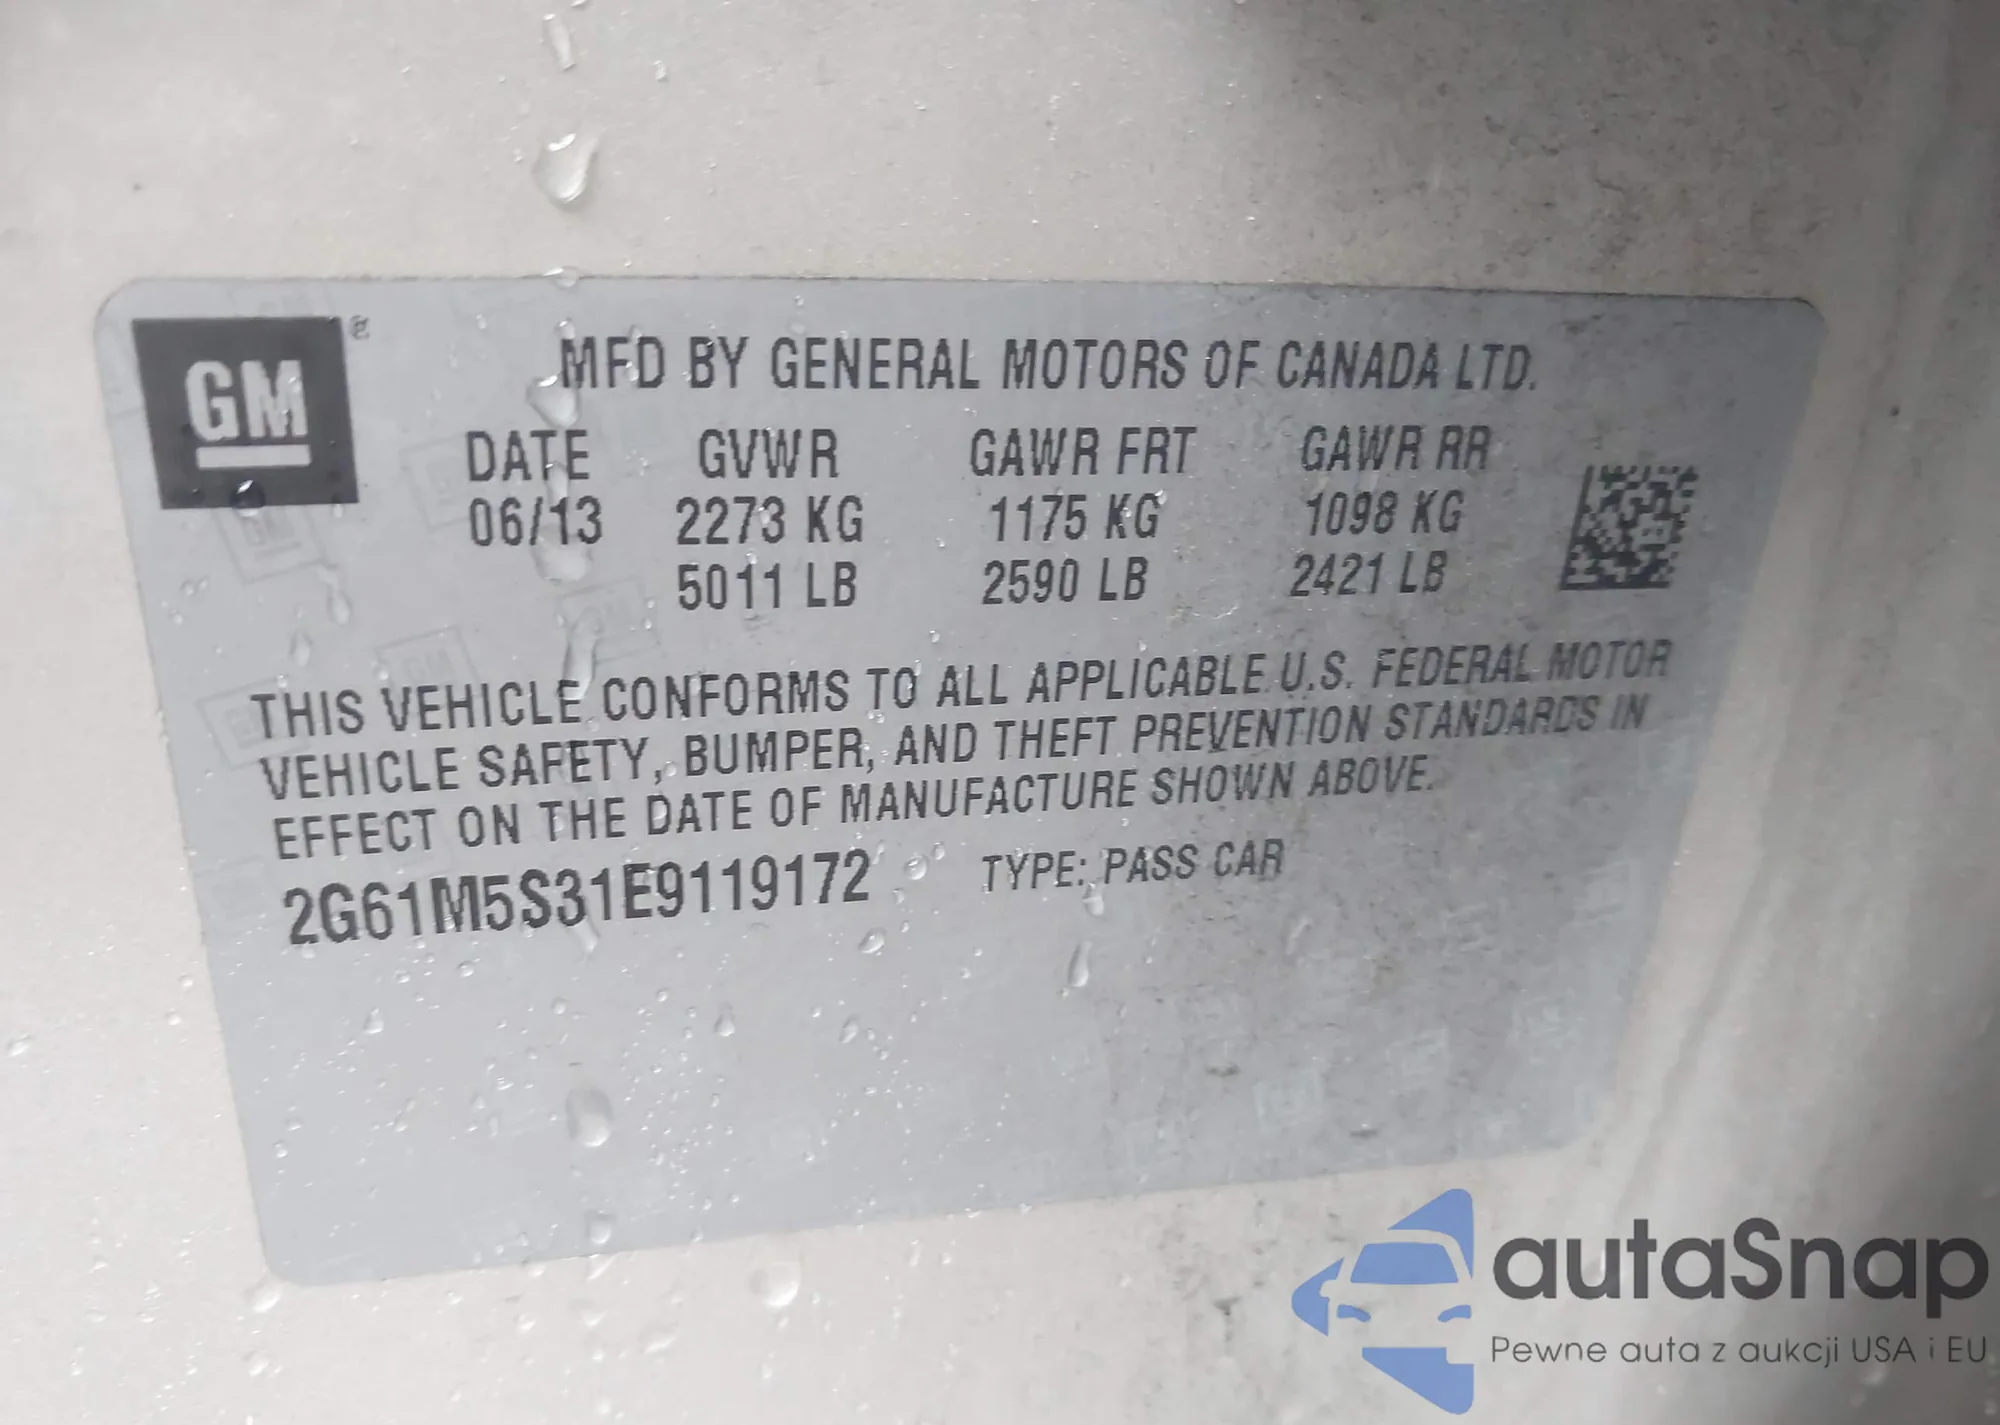 GM
MFD BY GENERAL MOTORS OF CANADA LTD.
DATE GVWR GAWR FRT GAWR RR
06/13 2273 KG 1175 KG 1098 KG
5011 LB 2590 LB 2421 LB
THIS VEHICLE CONFORMS TO ALL APPLICABLE U.S. FEDERAL MOTOR
VEHICLE SAFETY, BUMPER, AND THEFT PREVENTION STANDARDS IN
EFFECT ON THE DATE OF MANUFACTURE SHOWN ABOVE.
2G61M5S31E9119172 TYPE: PASS CAR
autaSnap
Pewne auta z aukcji USA i EU